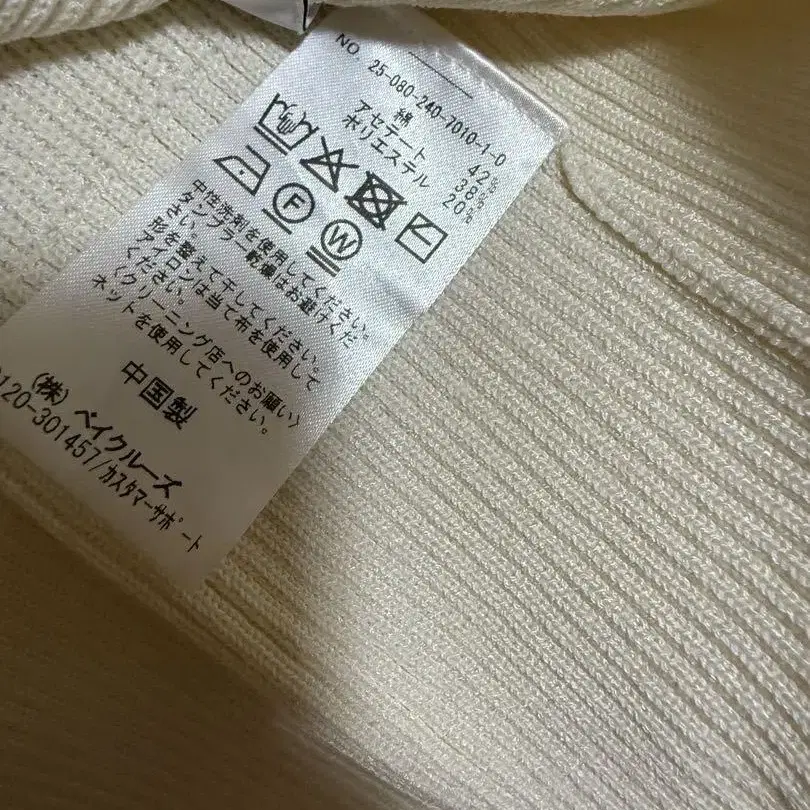 NO. 25-080-240-7010-1-0
綿 42%
アセテート 38%
ポリエステル 20%
F W
中性洗剤を使用してください。
タンブラー乾燥はお避けくだ
さい。
形を整えて干してください。
アイロンは当て布を使用して
ください。
〈クリーニング店へのお願い〉
ネットを使用してください。
中国製
(株) ベイクルーズ
0120-301457/カスタマーサポート